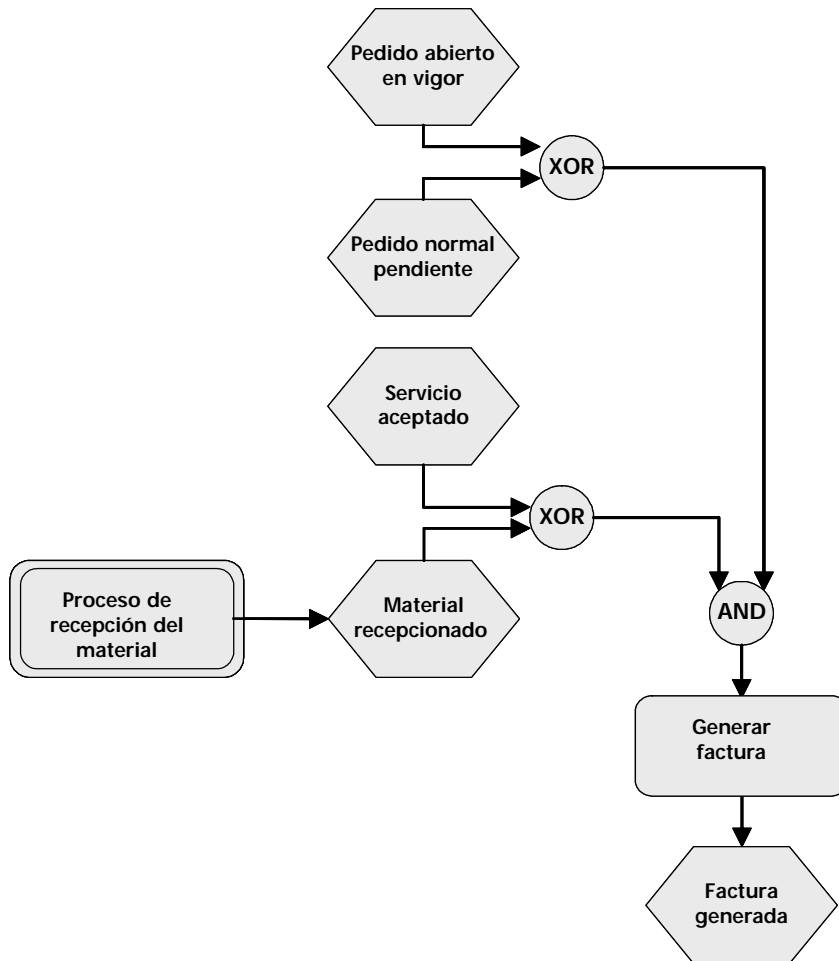 Pedido abierto
en vigor
XOR
Pedido normal
pendiente
Servicio
aceptado
XOR
Proceso de
recepción del
material
Material
recepcionado
AND
Generar
factura
Factura
generada